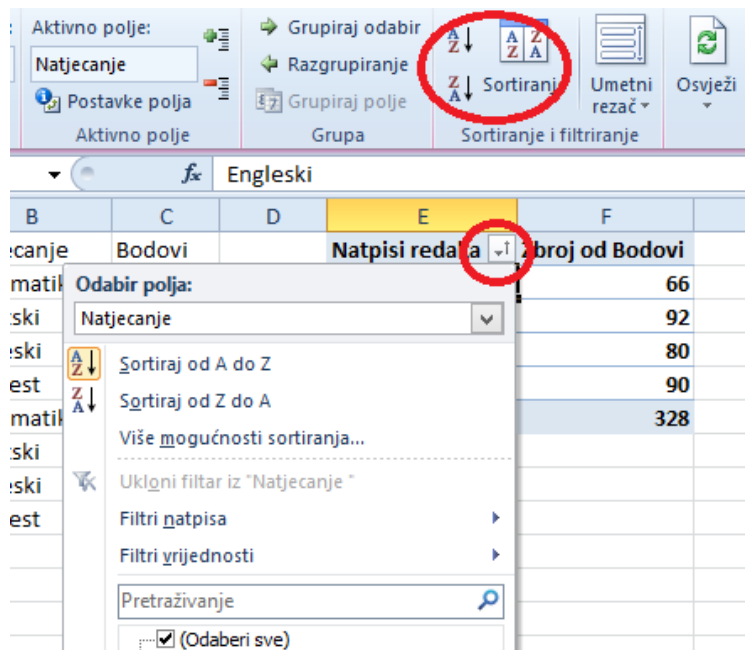 Aktivno polje:
Natjecanje
Postavke polja
Aktivno polje
Grupiraj odabir
Razgrupiranje
Grupiraj polje
Grupa
Sortiranje
Umetni
rezač
Sortiranje i filtriranje
Osvježi
fx Engleski
B C D E F
Bodovi Natpisi redaka Zbroj od Bodovi
66
92
80
90
328
Odabir polja:
Natjecanje
Sortiraj od A do Z
Sortiraj od Z do A
Više mogućnosti sortiranja...
Ukloni filtar iz "Natjecanje "
Filtri natpisa
Filtri vrijednosti
Pretraživanje
(Odaberi sve)